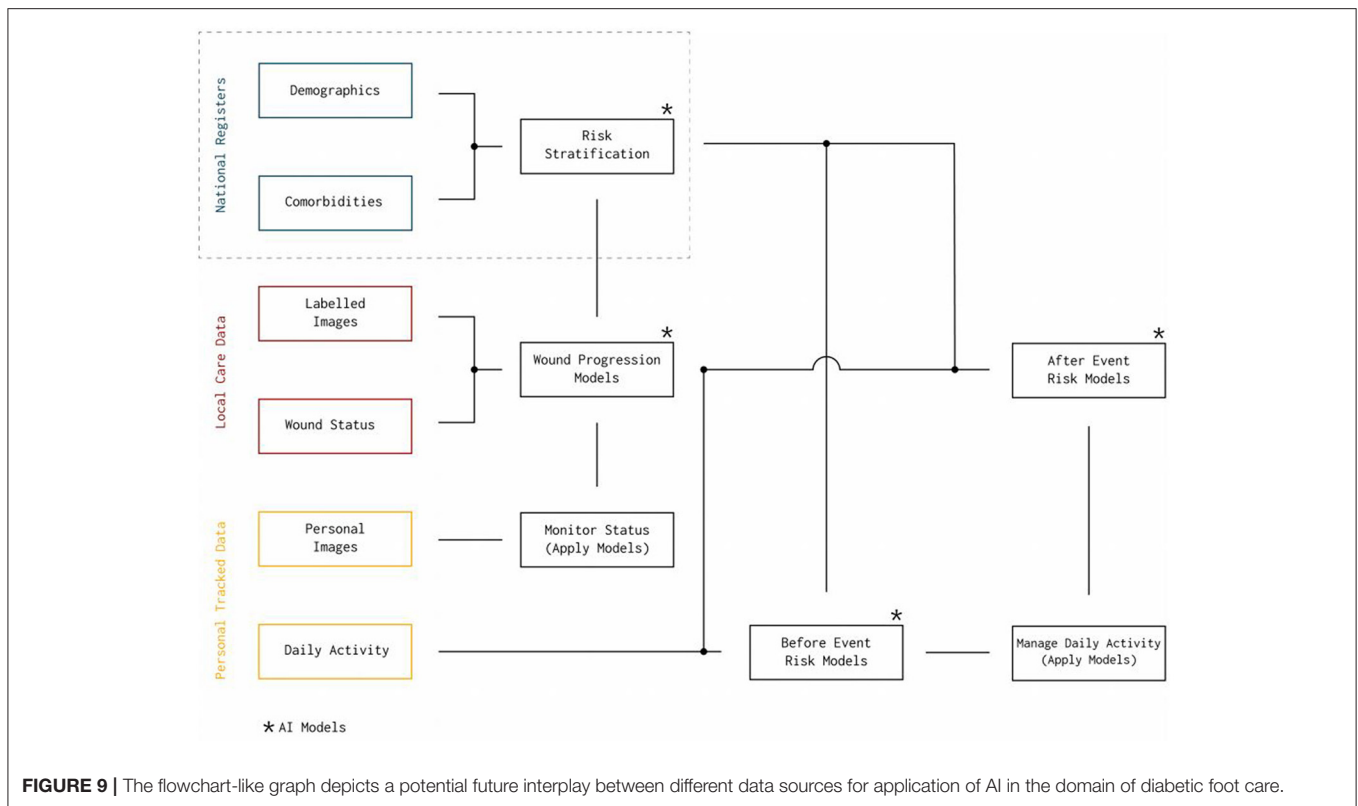 National Registers
Demographics
Comorbidities
*
Risk
Stratification
Local Care Data
Labelled
Images
Wound Status
*
Wound Progression
Models
*
After Event
Risk Models
Personal Tracked Data
Personal
Images
Monitor Status
(Apply Models)
Daily Activity
*
Before Event
Risk Models
Manage Daily Activity
(Apply Models)
* AI Models
FIGURE 9 | The flowchart-like graph depicts a potential future interplay between different data sources for application of AI in the domain of diabetic foot care.